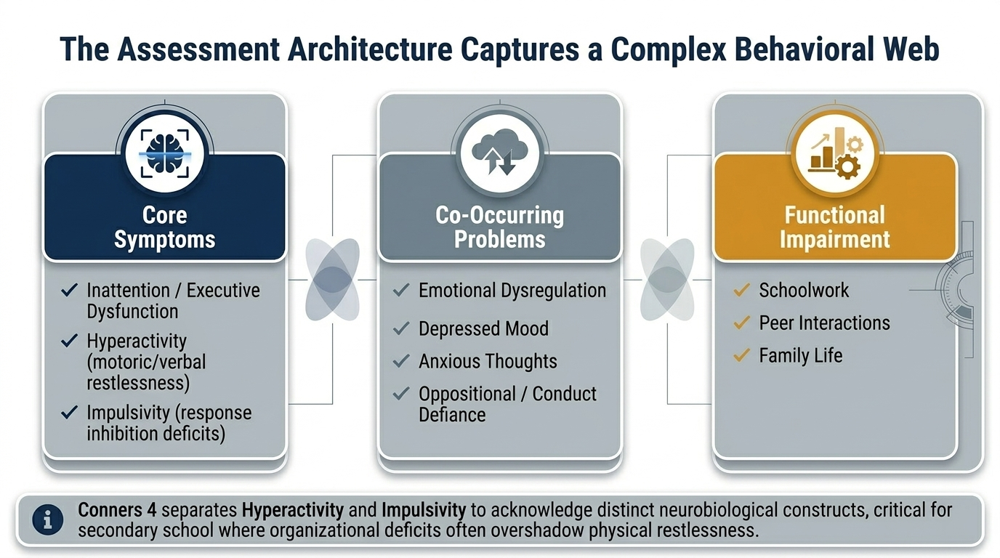 The Assessment Architecture Captures a Complex Behavioral Web
Core
Symptoms
Inattention / Executive
Dysfunction
Hyperactivity
(motoric/verbal
restlessness)
Impulsivity (response
inhibition deficits)
Co-Occurring
Problems
Emotional Dysregulation
Depressed Mood
Anxious Thoughts
Oppositional / Conduct
Defiance
Functional
Impairment
Schoolwork
Peer Interactions
Family Life
Conners 4 separates Hyperactivity and Impulsivity to acknowledge distinct neurobiological constructs, critical for
secondary school where organizational deficits often overshadow physical restlessness.